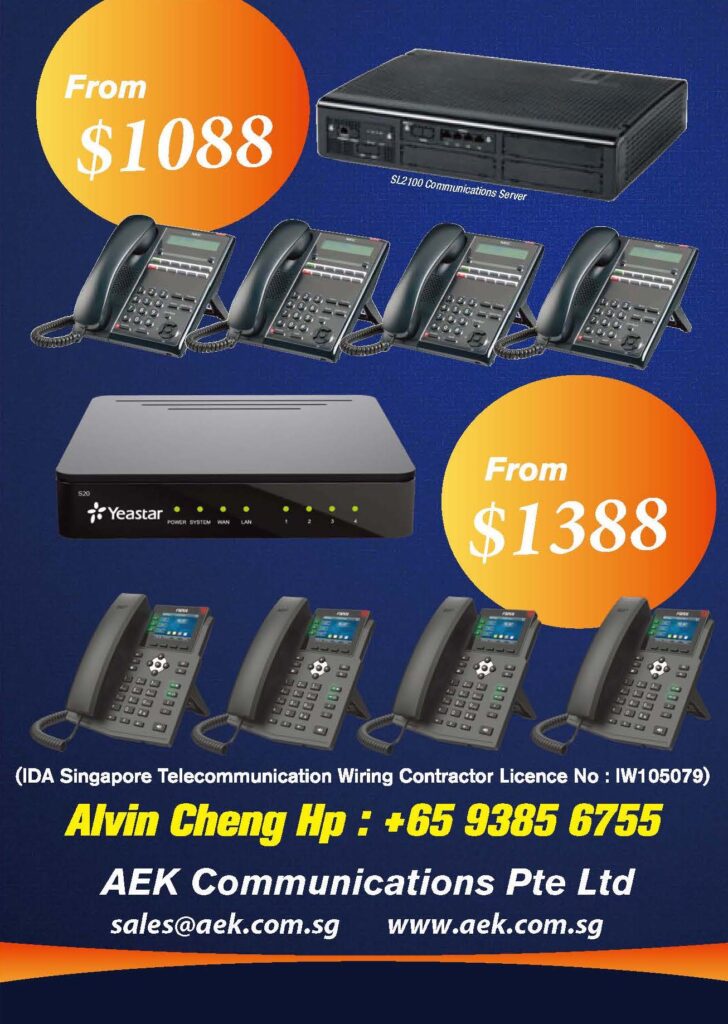 From
$1088
SL2100 Communications Server
S20
Yeastar
POWER SYSTEM WAN LAN 1 2 3 4
From
$1388
(IDA Singapore Telecommunication Wiring Contractor Licence No : IW105079)
Alvin Cheng Hp : +65 9385 6755
AEK Communications Pte Ltd
sales@aek.com.sg www.aek.com.sg